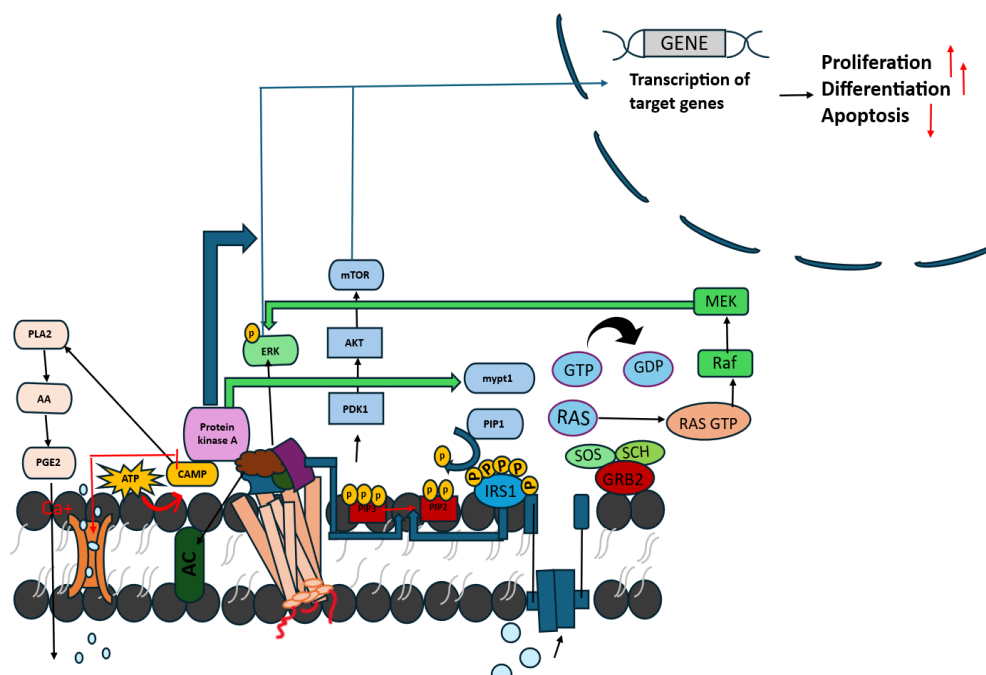 GENE
Transcription of
target genes
Proliferation
Differentiation
Apoptosis
mTOR
MEK
PLA2
P
ERK
AKT
GTP
GDP
Raf
mypt1
AA
PDK1
PIP1
RAS
RAS GTP
Protein
kinase A
SOS
SCH
PGE2
ATP
CAMP
P
P P P P
P
IRS1
GRB2
Ca+
P P P
PIP3
P P
PIP2
AC